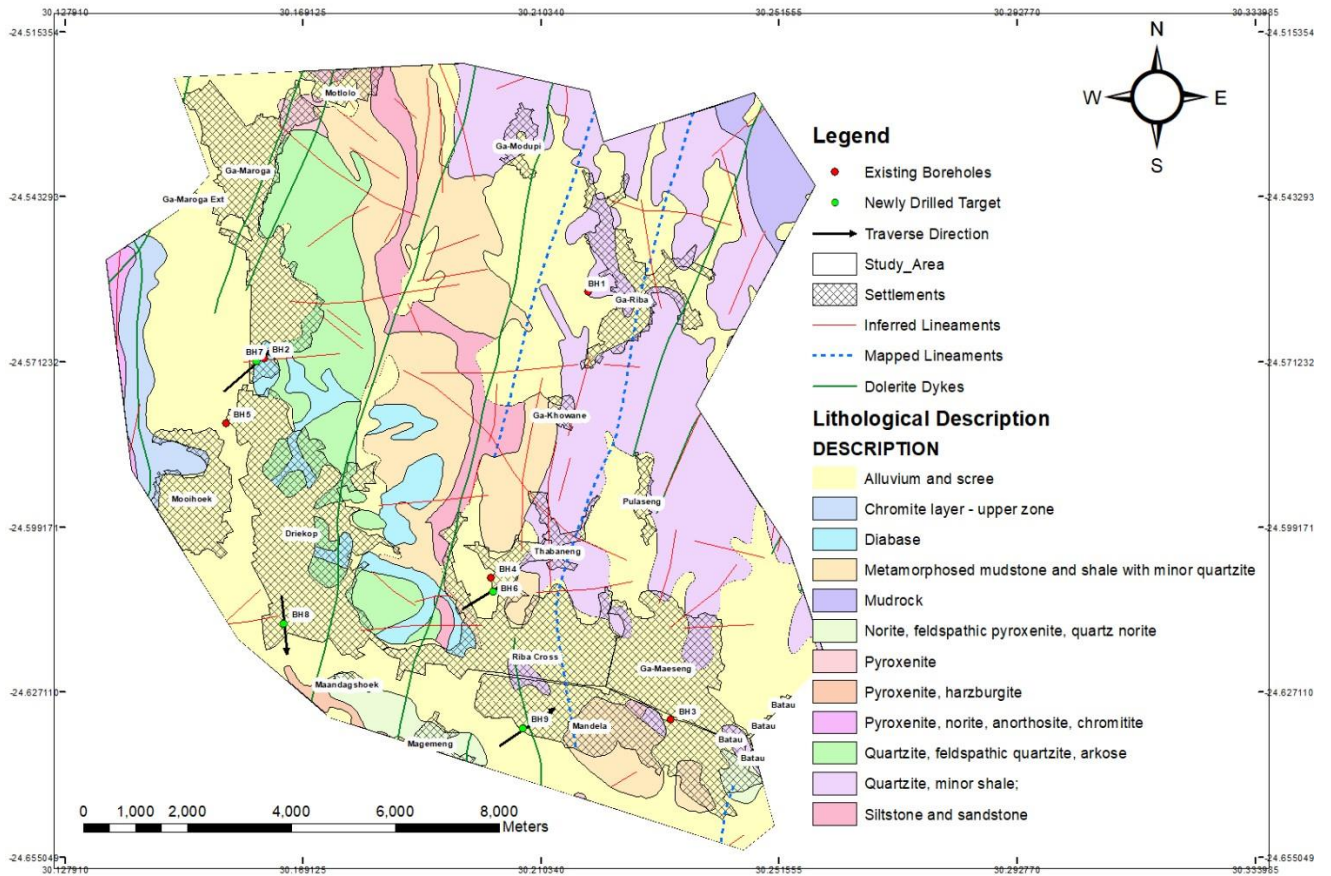 30.127910 30.169125 30.210340 30.251555 30.292770 30.333985
-24.515354 -24.515354
N
W E
S
Motlolo
Ga-Modupi
Ga-Maroga
Ga-Maroga Ext
-24.543293 -24.543293
BH1
Ga-Riba
BH7 BH2
-24.571232 -24.571232
BH5
Ga-Khowane
Mooihoek
Pulaseng
-24.599171 -24.599171
Driekop
Thabaneng
BH4
BH6
BH8
Riba Cross
Ga-Maeseng
Maandagshoek
-24.627110 -24.627110
Batau
BH9
Mandela
BH3
Batau
Batau
Magemeng
Batau
0 1,000 2,000 4,000 6,000 8,000
Meters
-24.655049 -24.655049
30.127910 30.169125 30.210340 30.251555 30.292770 30.333985
Legend
Existing Boreholes
Newly Drilled Target
Traverse Direction
Study_Area
Settlements
Inferred Lineaments
Mapped Lineaments
Dolerite Dykes
Lithological Description
DESCRIPTION
Alluvium and scree
Chromite layer - upper zone
Diabase
Metamorphosed mudstone and shale with minor quartzite
Mudrock
Norite, feldspathic pyroxenite, quartz norite
Pyroxenite
Pyroxenite, harzburgite
Pyroxenite, norite, anorthosite, chromitite
Quartzite, feldspathic quartzite, arkose
Quartzite, minor shale;
Siltstone and sandstone